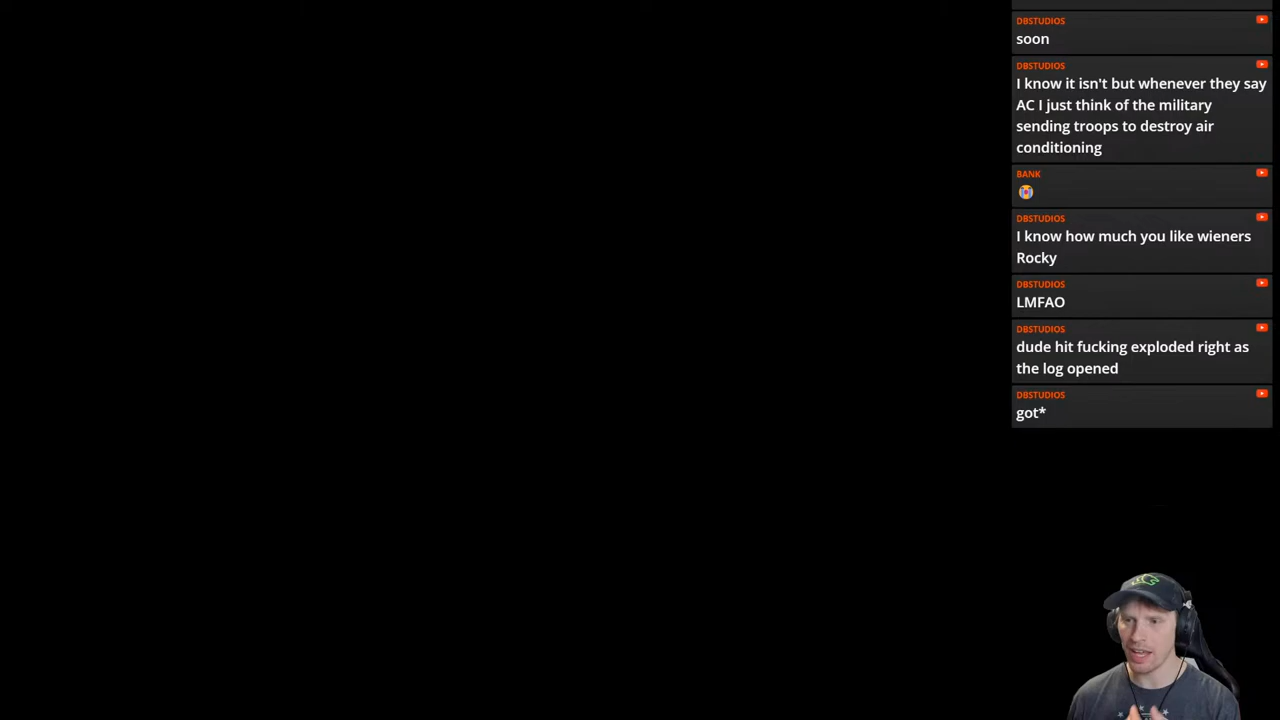 DBSTUDIOS
soon
DBSTUDIOS
I know it isn't but whenever they say
AC I just think of the military
sending troops to destroy air
conditioning
BANK
DBSTUDIOS
I know how much you like wieners
Rocky
DBSTUDIOS
LMFAO
DBSTUDIOS
dude hit fucking exploded right as
the log opened
DBSTUDIOS
got*